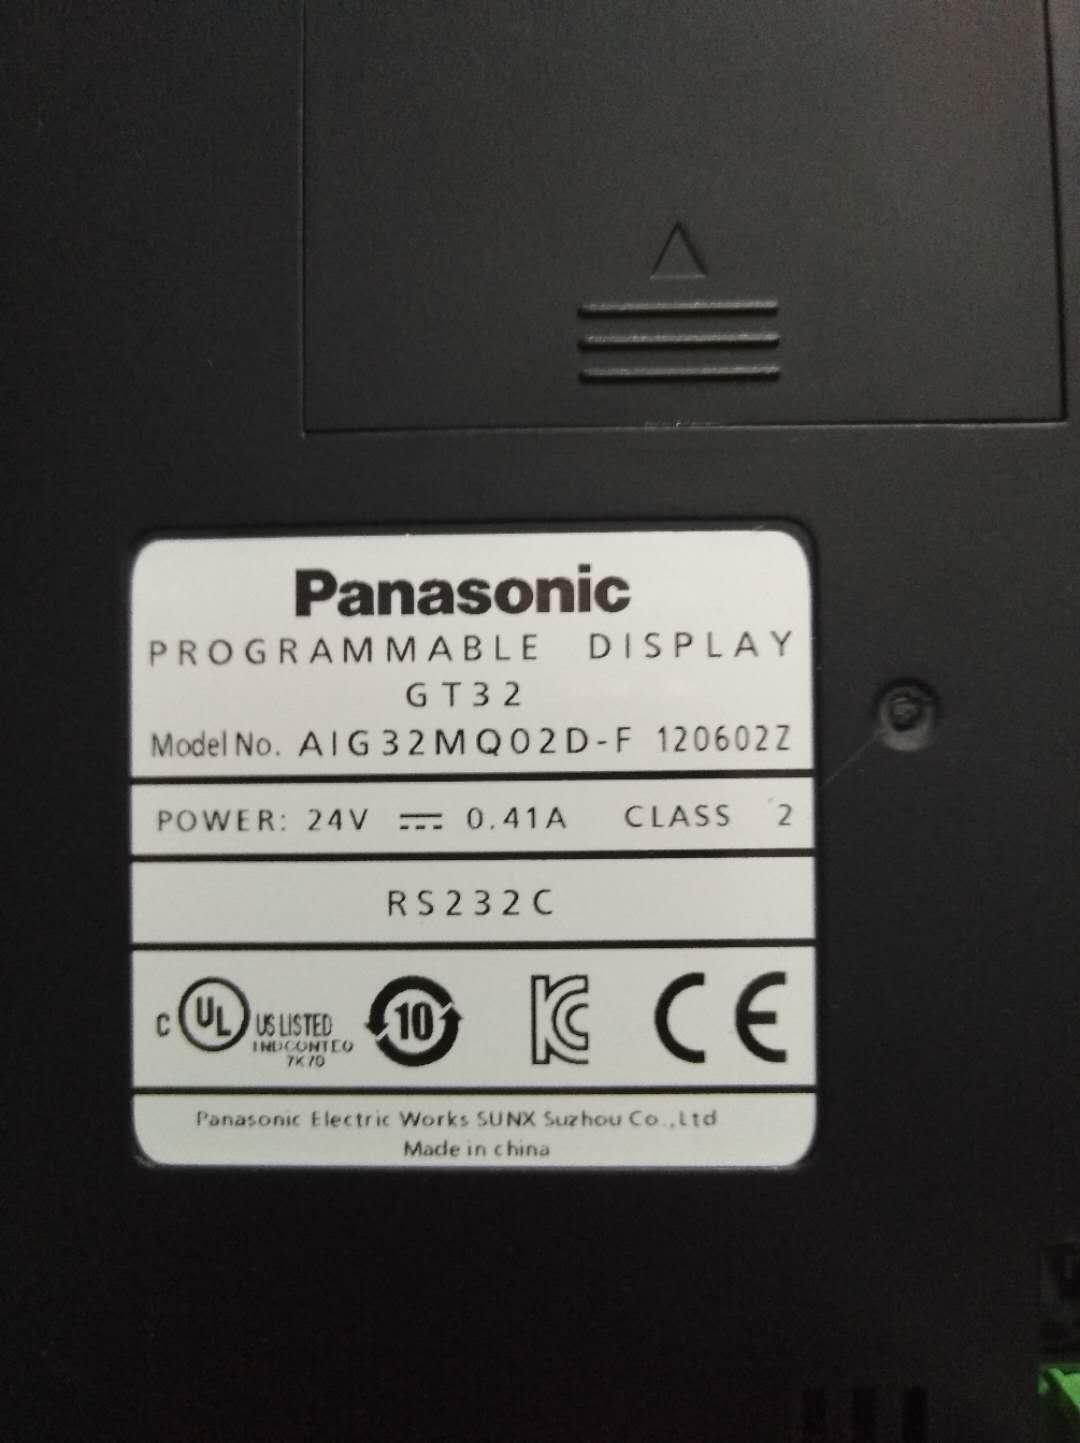 Panasonic
PROGRAMMABLE DISPLAY
GT32
Model No. AIG32MQ02D-F 120602Z
POWER: 24V ⎓ 0.41A CLASS 2
RS232C
C UL US LISTED 10 KC CE
IND CONT EQ
7K70
Panasonic Electric Works SUNX Suzhou Co.,Ltd
Made in china